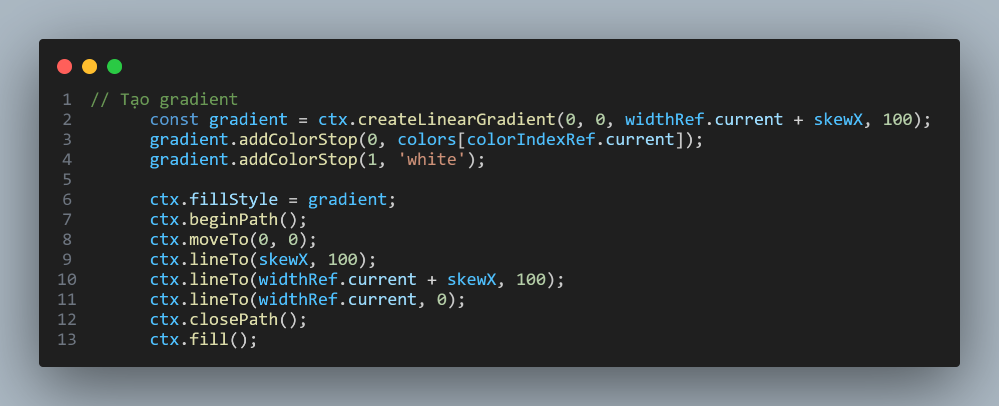 1 // Tạo gradient
2 const gradient = ctx.createLinearGradient(0, 0, widthRef.current + skewX, 100);
3 gradient.addColorStop(0, colors[colorIndexRef.current]);
4 gradient.addColorStop(1, 'white');
5
6 ctx.fillStyle = gradient;
7 ctx.beginPath();
8 ctx.moveTo(0, 0);
9 ctx.lineTo(skewX, 100);
10 ctx.lineTo(widthRef.current + skewX, 100);
11 ctx.lineTo(widthRef.current, 0);
12 ctx.closePath();
13 ctx.fill();